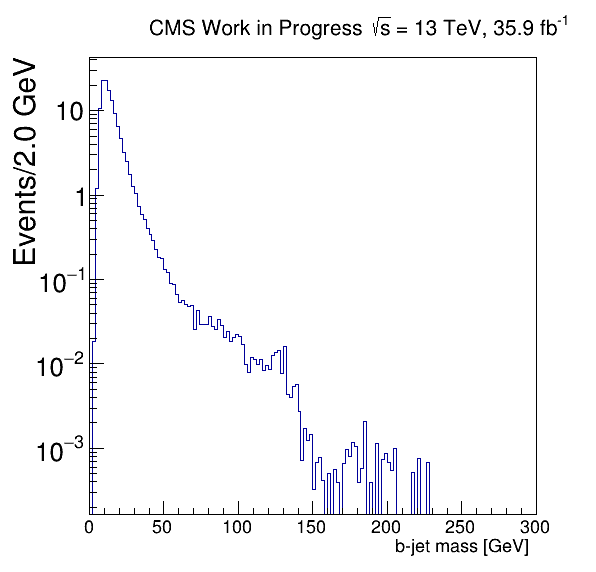 CMS Work in Progress √s = 13 TeV, 35.9 fb⁻¹
Events/2.0 GeV
10
1
10⁻¹
10⁻²
10⁻³
0 50 100 150 200 250 300
b-jet mass [GeV]